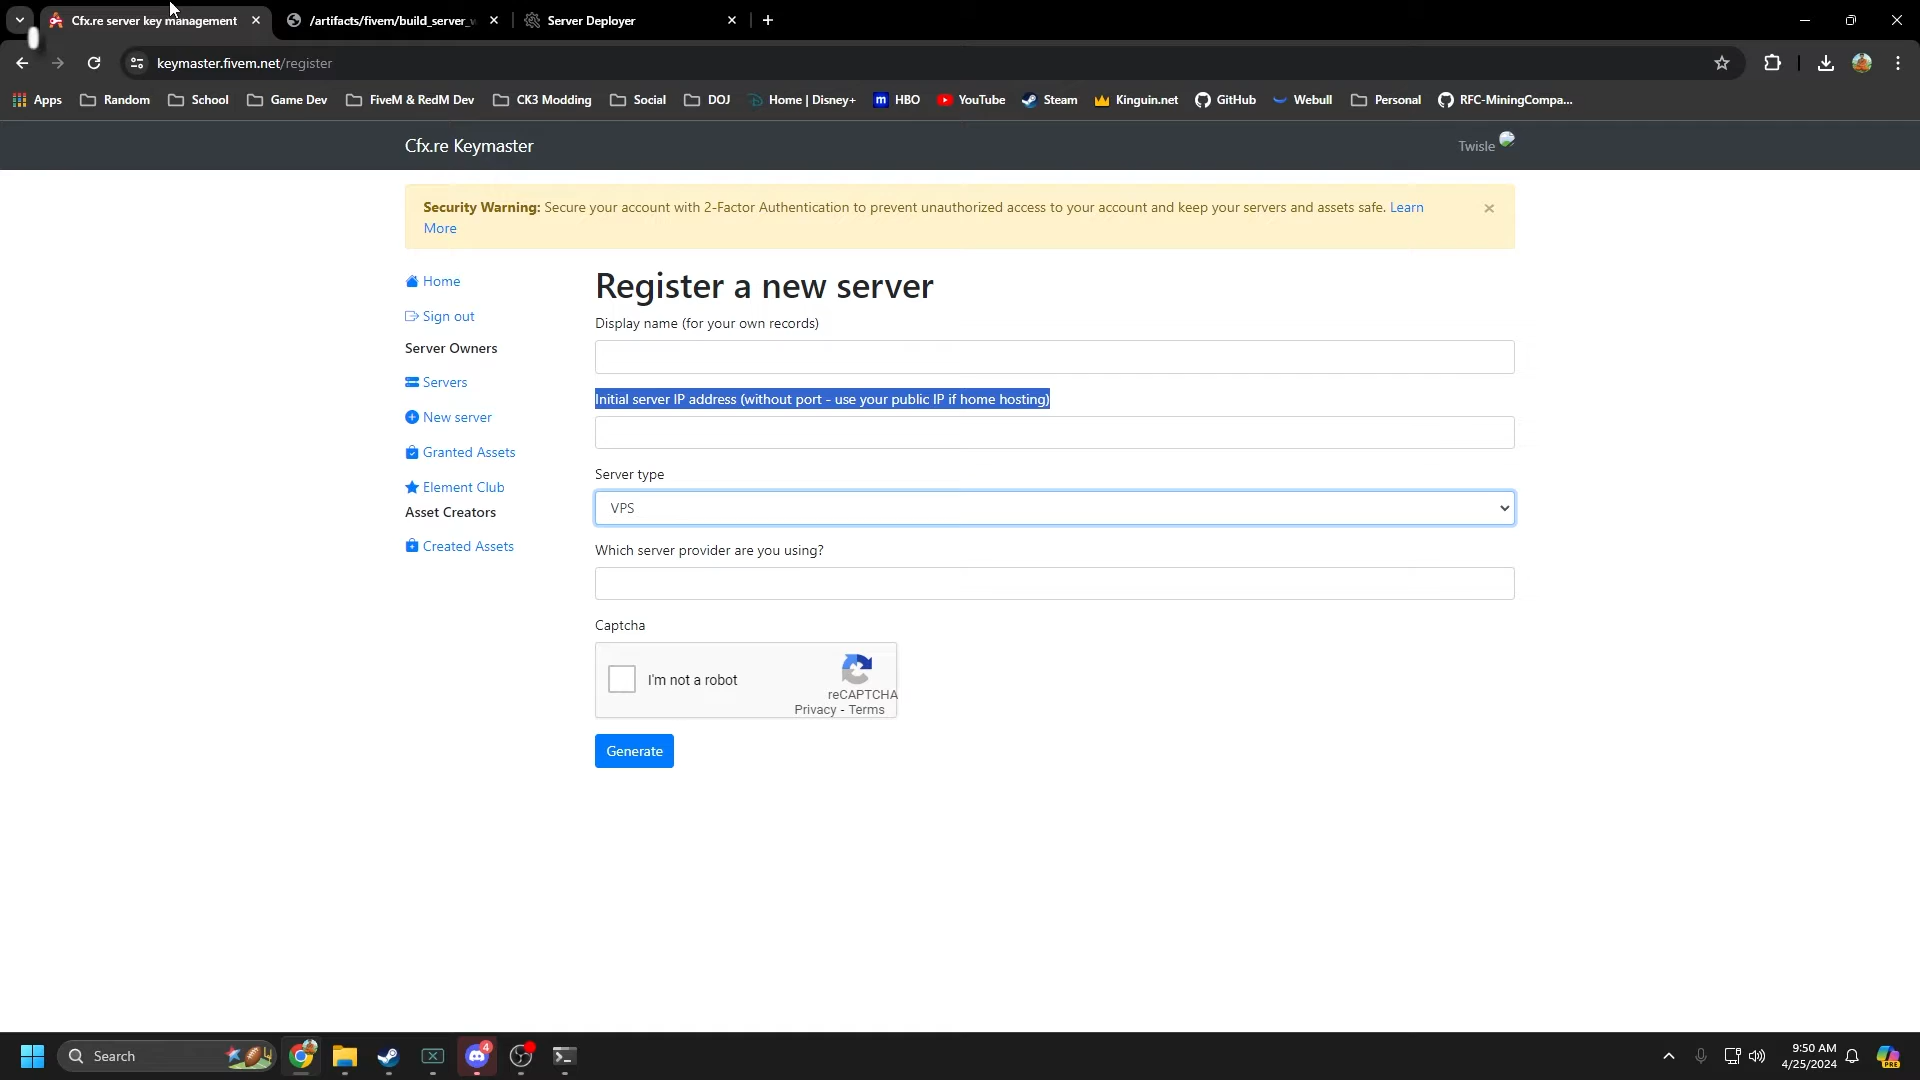 Cfx.re server key management
/artifacts/fivem/build_server_w
Server Deployer
keymaster.fivem.net/register
Apps
Random
School
Game Dev
FiveM & RedM Dev
CK3 Modding
Social
DOJ
Home | Disney+
m HBO
YouTube
Steam
Kinguin.net
GitHub
Webull
Personal
RFC-MiningCompa...
Cfx.re Keymaster
Twisle
Security Warning: Secure your account with 2-Factor Authentication to prevent unauthorized access to your account and keep your servers and assets safe. Learn
More
Home
Sign out
Server Owners
Servers
New server
Granted Assets
Element Club
Asset Creators
Created Assets
Register a new server
Display name (for your own records)
Initial server IP address (without port - use your public IP if home hosting)
Server type
VPS
Which server provider are you using?
Captcha
I'm not a robot
reCAPTCHA
Privacy - Terms
Generate
Search
4
9:50 AM
4/25/2024
PRE